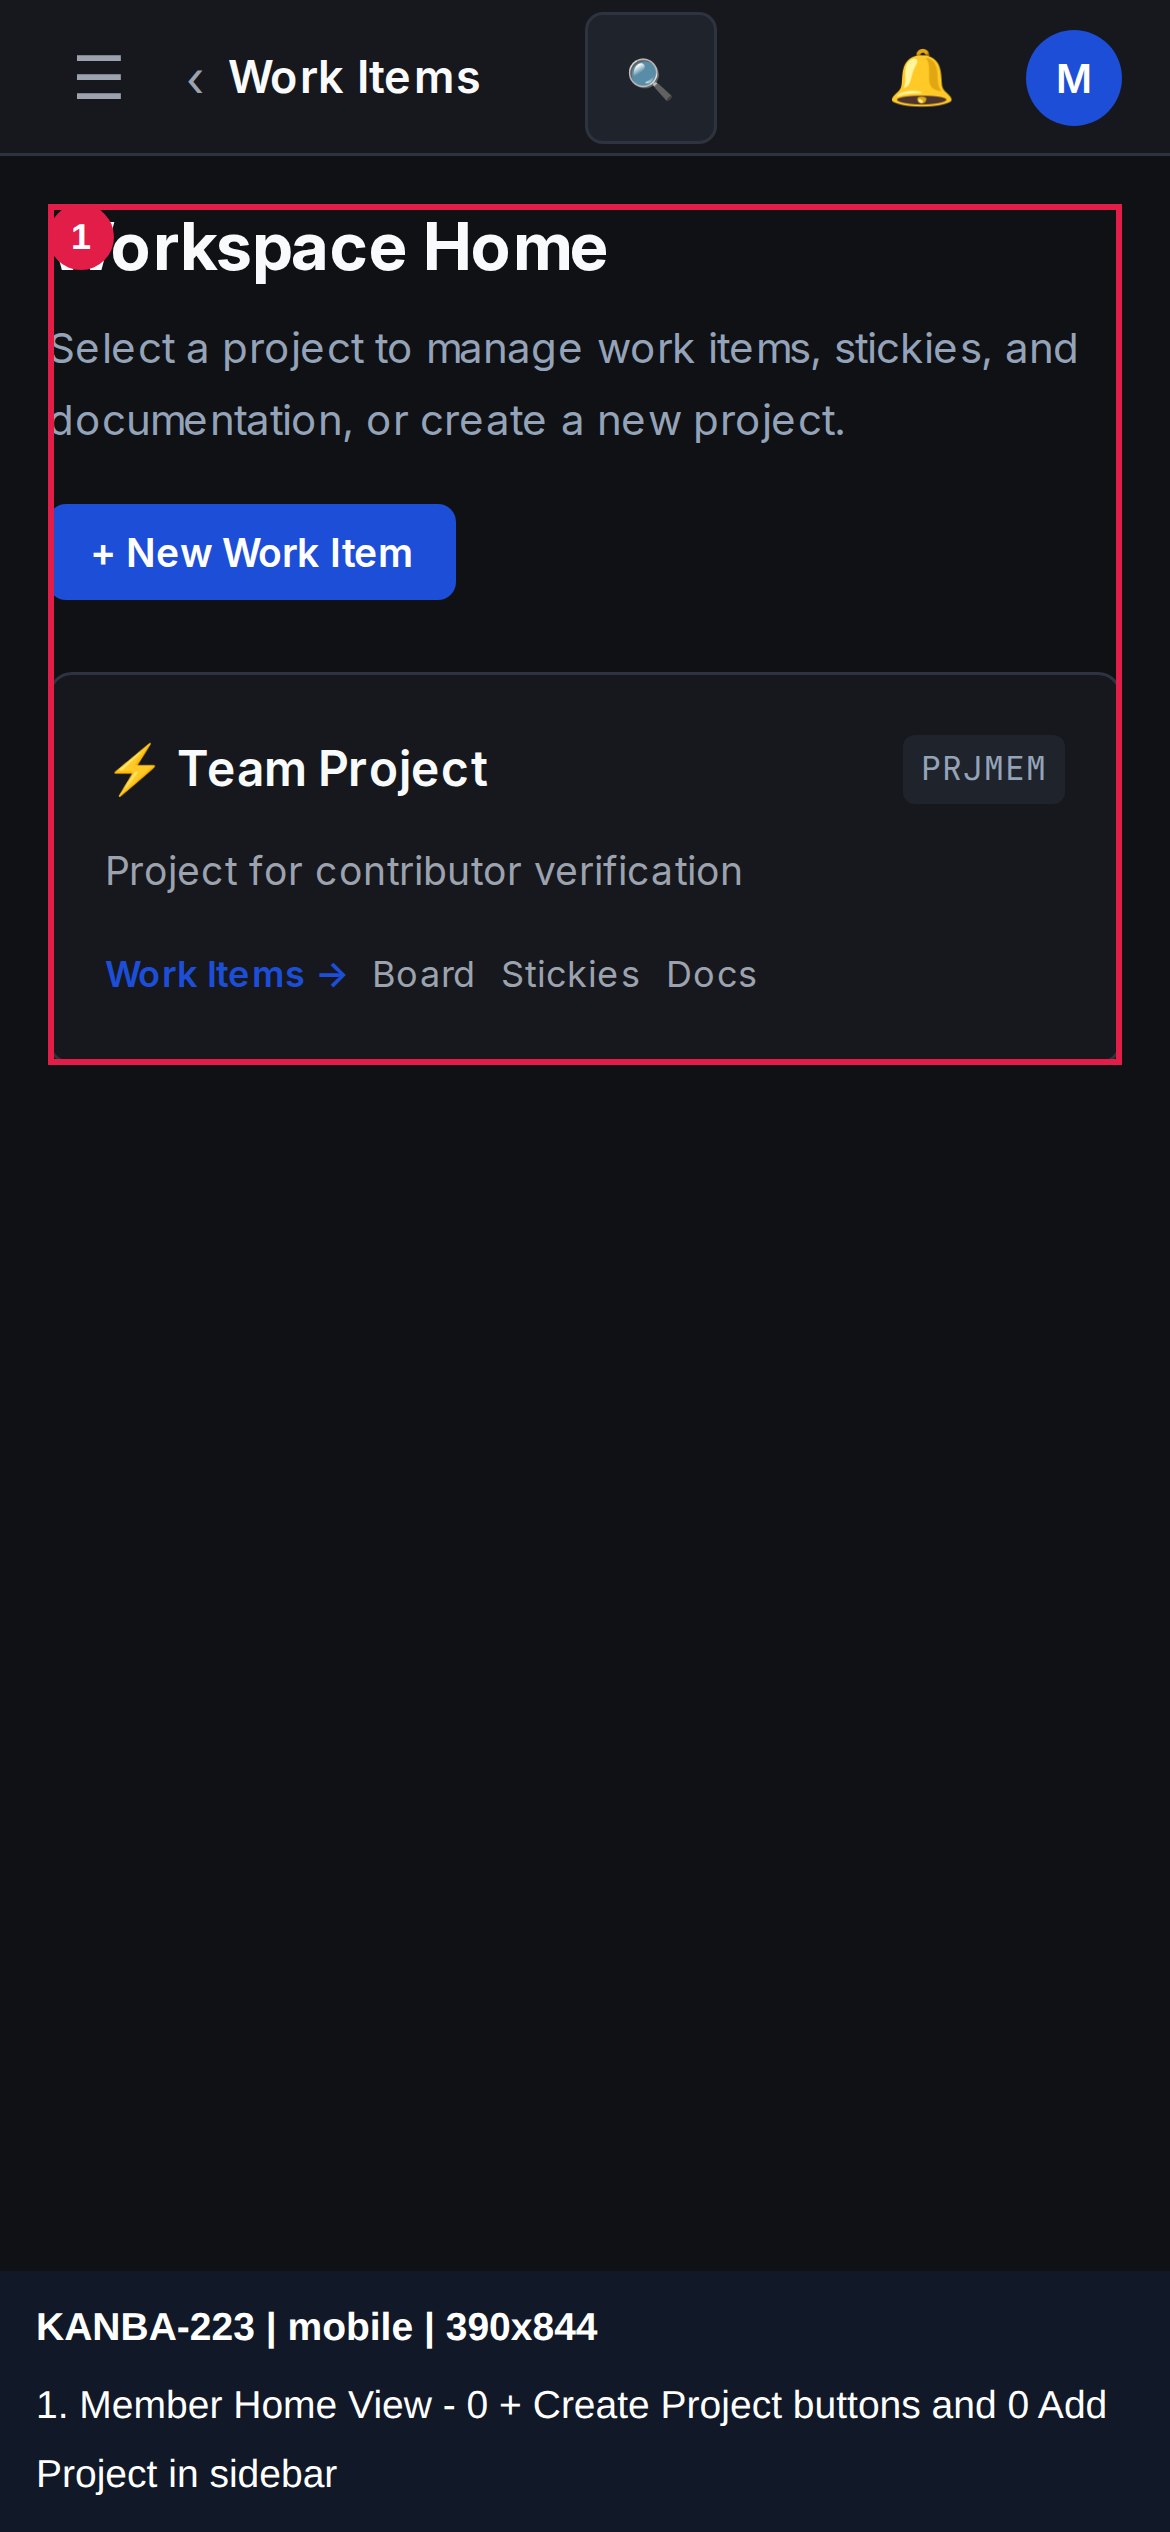 Work Items
M
1
Workspace Home
Select a project to manage work items, stickies, and
documentation, or create a new project.
+ New Work Item
Team Project
PRJMEM
Project for contributor verification
Work Items → Board Stickies Docs
KANBA-223 | mobile | 390x844
1. Member Home View - 0 + Create Project buttons and 0 Add
Project in sidebar